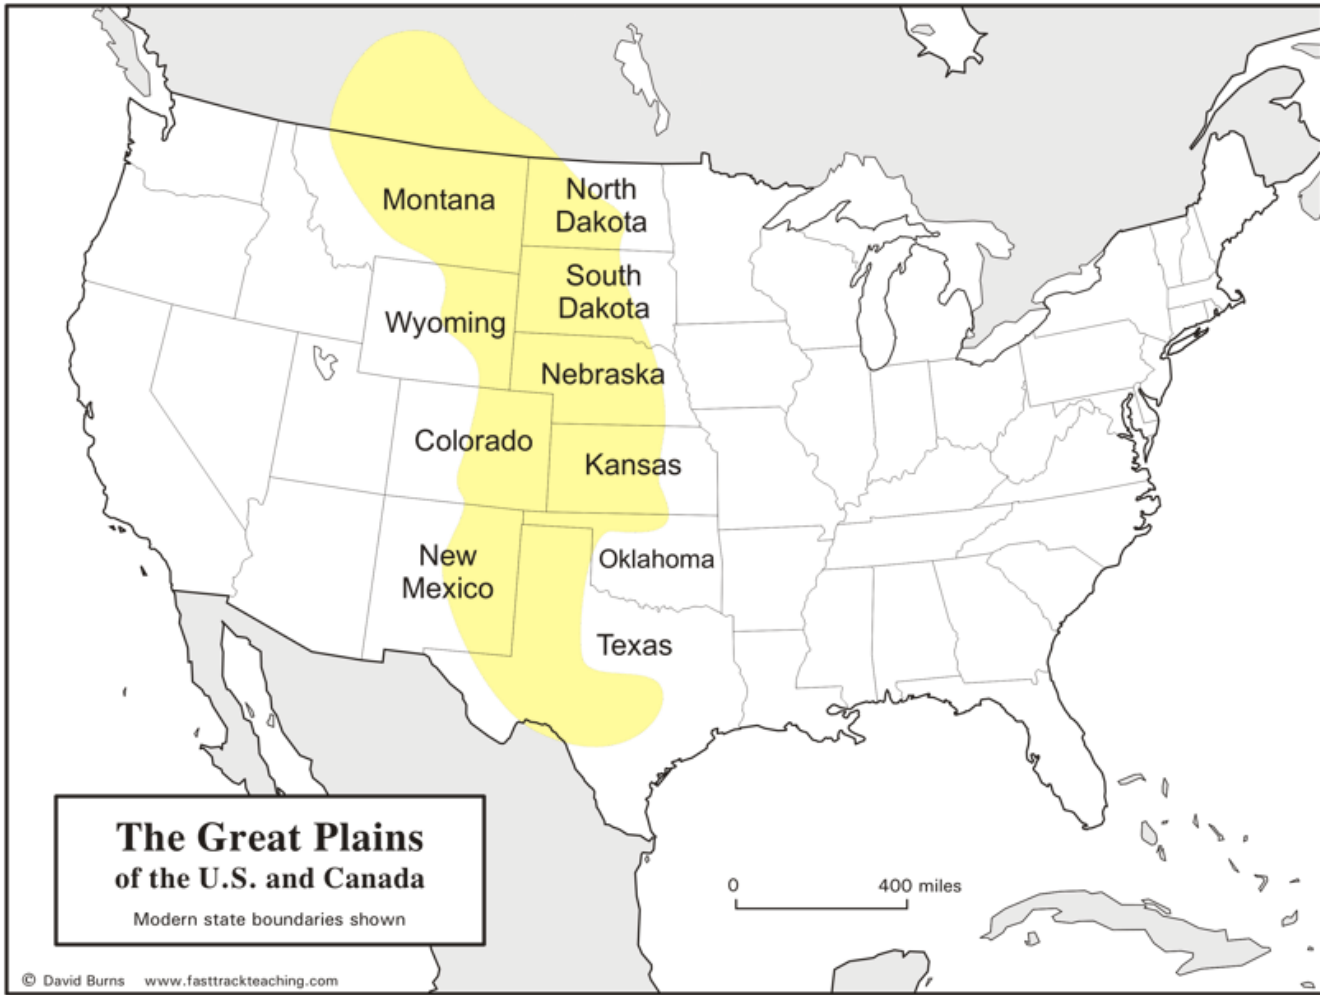 Montana
North
Dakota
South
Dakota
Wyoming
Nebraska
Colorado
Kansas
New
Mexico
Oklahoma
Texas
The Great Plains
of the U.S. and Canada
Modern state boundaries shown
0 400 miles
© David Burns www.fasttrackteaching.com